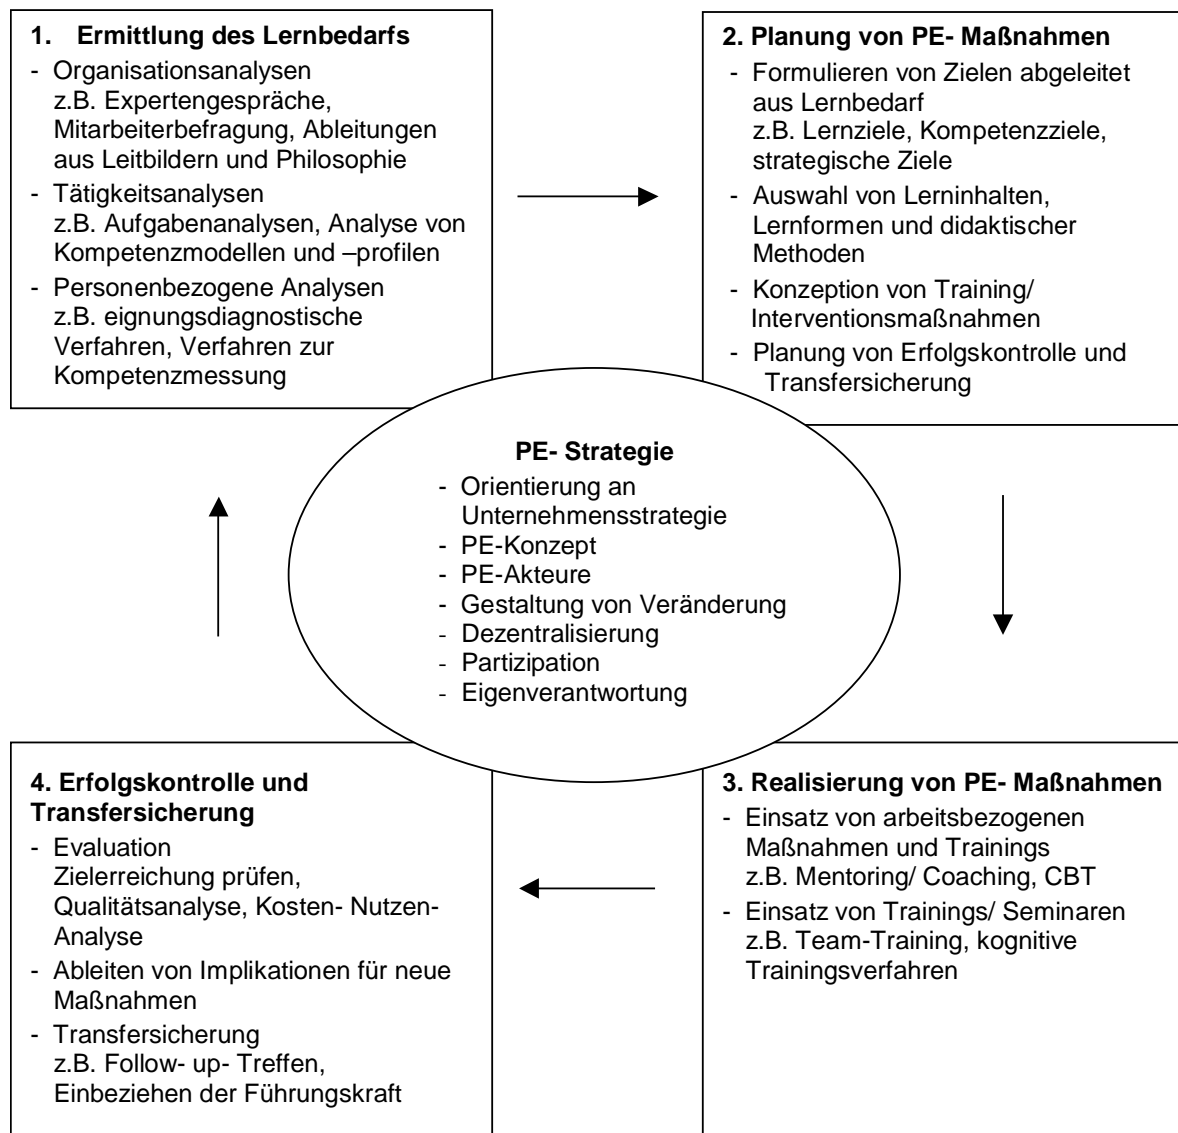 1. Ermittlung des Lernbedarfs
- Organisationsanalysen
z.B. Expertengespräche,
Mitarbeiterbefragung, Ableitungen
aus Leitbildern und Philosophie
- Tätigkeitsanalysen
z.B. Aufgabenanalysen, Analyse von
Kompetenzmodellen und –profilen
- Personenbezogene Analysen
z.B. eignungsdiagnostische
Verfahren, Verfahren zur
Kompetenzmessung
2. Planung von PE- Maßnahmen
- Formulieren von Zielen abgeleitet
aus Lernbedarf
z.B. Lernziele, Kompetenzziele,
strategische Ziele
- Auswahl von Lerninhalten,
Lernformen und didaktischer
Methoden
- Konzeption von Training/
Interventionsmaßnahmen
- Planung von Erfolgskontrolle und
Transfersicherung
PE- Strategie
- Orientierung an
Unternehmensstrategie
- PE-Konzept
- PE-Akteure
- Gestaltung von Veränderung
- Dezentralisierung
- Partizipation
- Eigenverantwortung
4. Erfolgskontrolle und
Transfersicherung
- Evaluation
Zielerreichung prüfen,
Qualitätsanalyse, Kosten- Nutzen-
Analyse
- Ableiten von Implikationen für neue
Maßnahmen
- Transfersicherung
z.B. Follow- up- Treffen,
Einbeziehen der Führungskraft
3. Realisierung von PE- Maßnahmen
- Einsatz von arbeitsbezogenen
Maßnahmen und Trainings
z.B. Mentoring/ Coaching, CBT
- Einsatz von Trainings/ Seminaren
z.B. Team-Training, kognitive
Trainingsverfahren